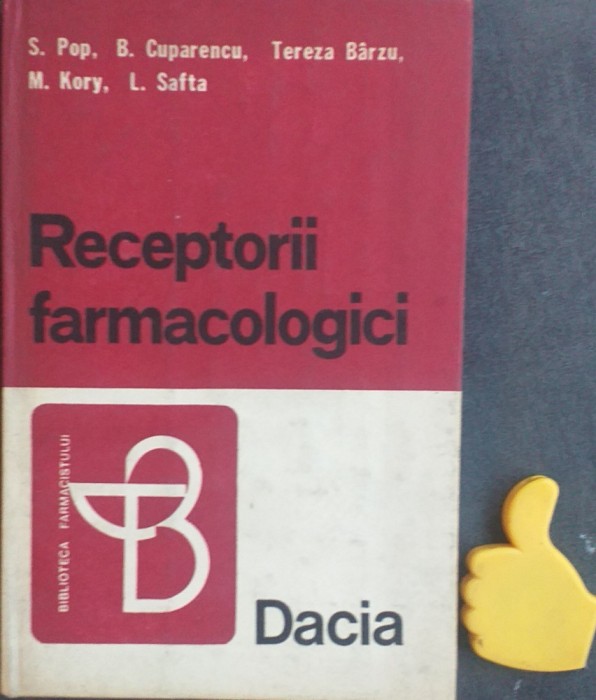 S. Pop, B. Cuparencu, Tereza Bârzu,
M. Kory, L. Safta
Receptorii
farmacologici
BIBLIOTECA FARMACISTULUI
Dacia